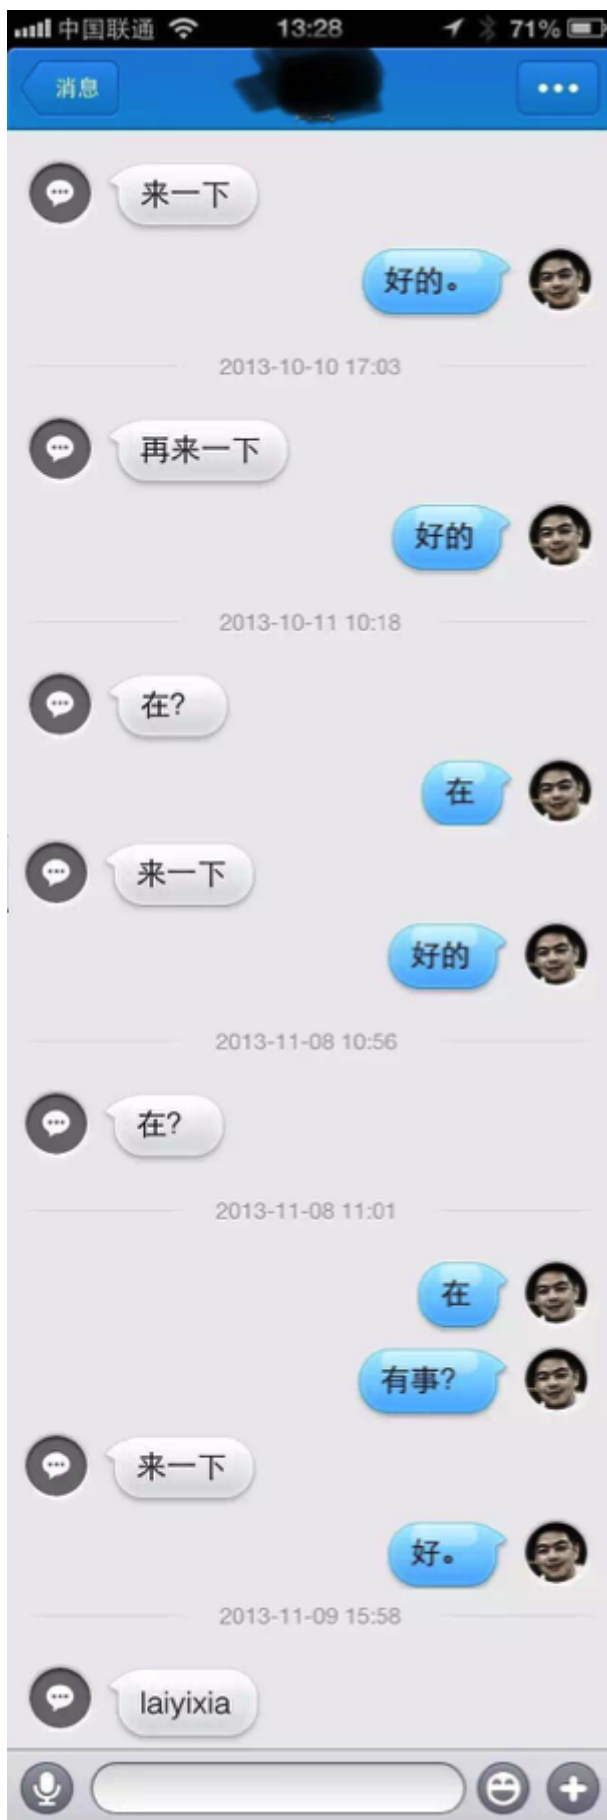 中国联通
13:28
71%
消息
来一下
好的。
2013-10-10 17:03
再来一下
好的
2013-10-11 10:18
在?
在
来一下
好的
2013-11-08 10:56
在?
2013-11-08 11:01
在
有事?
来一下
好。
2013-11-09 15:58
laiyixia